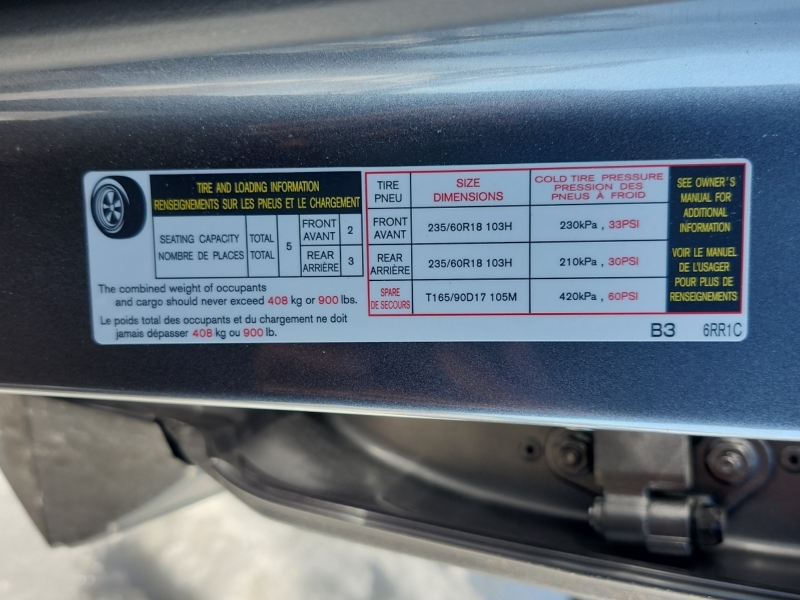 TIRE AND LOADING INFORMATION
RENSEIGNEMENTS SUR LES PNEUS ET LE CHARGEMENT
SEATING CAPACITY TOTAL 5 FRONT AVANT 2
NOMBRE DE PLACES TOTAL REAR ARRIÈRE 3
The combined weight of occupants
and cargo should never exceed 408 kg or 900 lbs.
Le poids total des occupants et du chargement ne doit
jamais dépasser 408 kg ou 900 lb.
TIRE PNEU SIZE DIMENSIONS COLD TIRE PRESSURE PRESSION DES PNEUS À FROID
FRONT AVANT 235/60R18 103H 230kPa , 33PSI
REAR ARRIÈRE 235/60R18 103H 210kPa , 30PSI
SPARE DE SECOURS T165/90D17 105M 420kPa , 60PSI
SEE OWNER'S
MANUAL FOR
ADDITIONAL
INFORMATION
VOIR LE MANUEL
DE L'USAGER
POUR PLUS DE
RENSEIGNEMENTS
B3 6RR1C